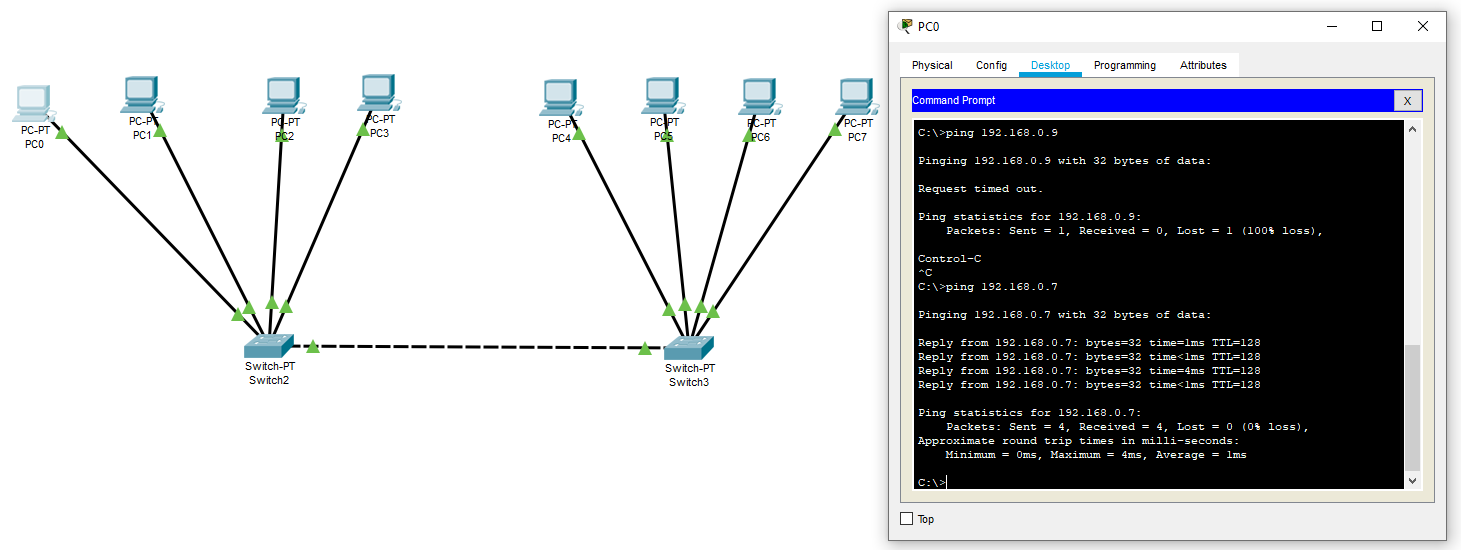 PC-PT
PC0
PC-PT
PC1
PC-PT
PC2
PC-PT
PC3
PC-PT
PC4
PC-PT
PC5
PC-PT
PC6
PC-PT
PC7
Switch-PT
Switch2
Switch-PT
Switch3
PC0
Physical Config Desktop Programming Attributes
Command Prompt X
C:\>ping 192.168.0.9
Pinging 192.168.0.9 with 32 bytes of data:
Request timed out.
Ping statistics for 192.168.0.9:
Packets: Sent = 1, Received = 0, Lost = 1 (100% loss),
Control-C
^C
C:\>ping 192.168.0.7
Pinging 192.168.0.7 with 32 bytes of data:
Reply from 192.168.0.7: bytes=32 time=1ms TTL=128
Reply from 192.168.0.7: bytes=32 time<1ms TTL=128
Reply from 192.168.0.7: bytes=32 time=4ms TTL=128
Reply from 192.168.0.7: bytes=32 time<1ms TTL=128
Ping statistics for 192.168.0.7:
Packets: Sent = 4, Received = 4, Lost = 0 (0% loss),
Approximate round trip times in milli-seconds:
Minimum = 0ms, Maximum = 4ms, Average = 1ms
C:\>
Top